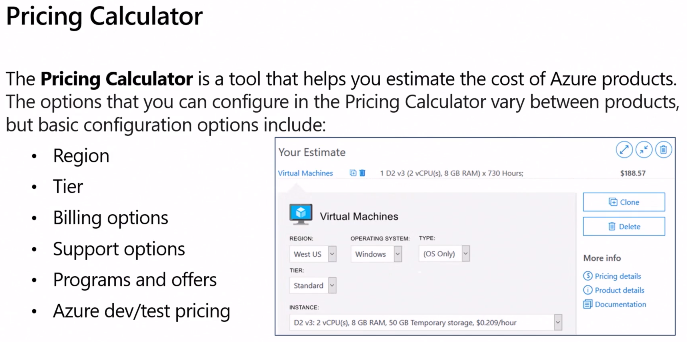 Pricing Calculator
The Pricing Calculator is a tool that helps you estimate the cost of Azure products.
The options that you can configure in the Pricing Calculator vary between products,
but basic configuration options include:
• Region
• Tier
• Billing options
• Support options
• Programs and offers
• Azure dev/test pricing
Your Estimate
Virtual Machines 1 D2 v3 (2 vCPU(s), 8 GB RAM) x 730 Hours; $188.57
Virtual Machines
REGION: OPERATING SYSTEM: TYPE:
West US Windows (OS Only)
TIER:
Standard
INSTANCE:
D2 v3: 2 vCPU(s), 8 GB RAM, 50 GB Temporary storage, $0.209/hour
Clone
Delete
More info
Pricing details
Product details
Documentation